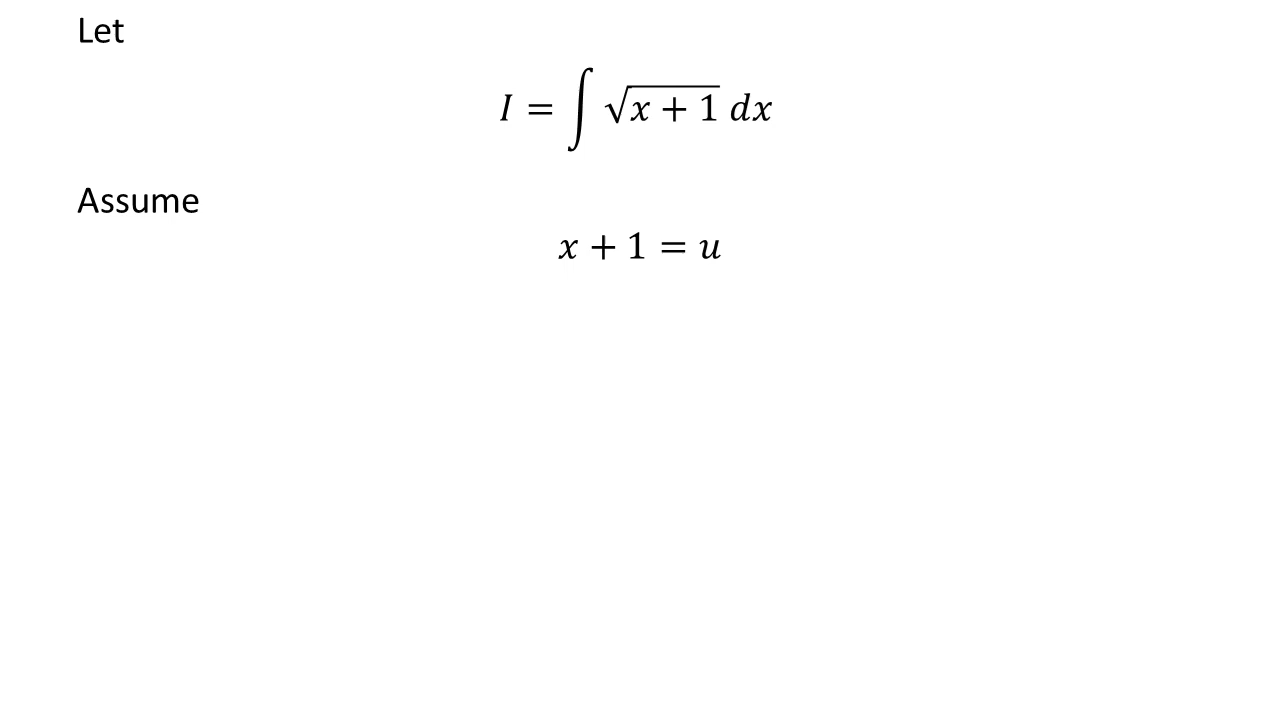 Let
I = ∫ √(x + 1) dx
Assume
x + 1 = u